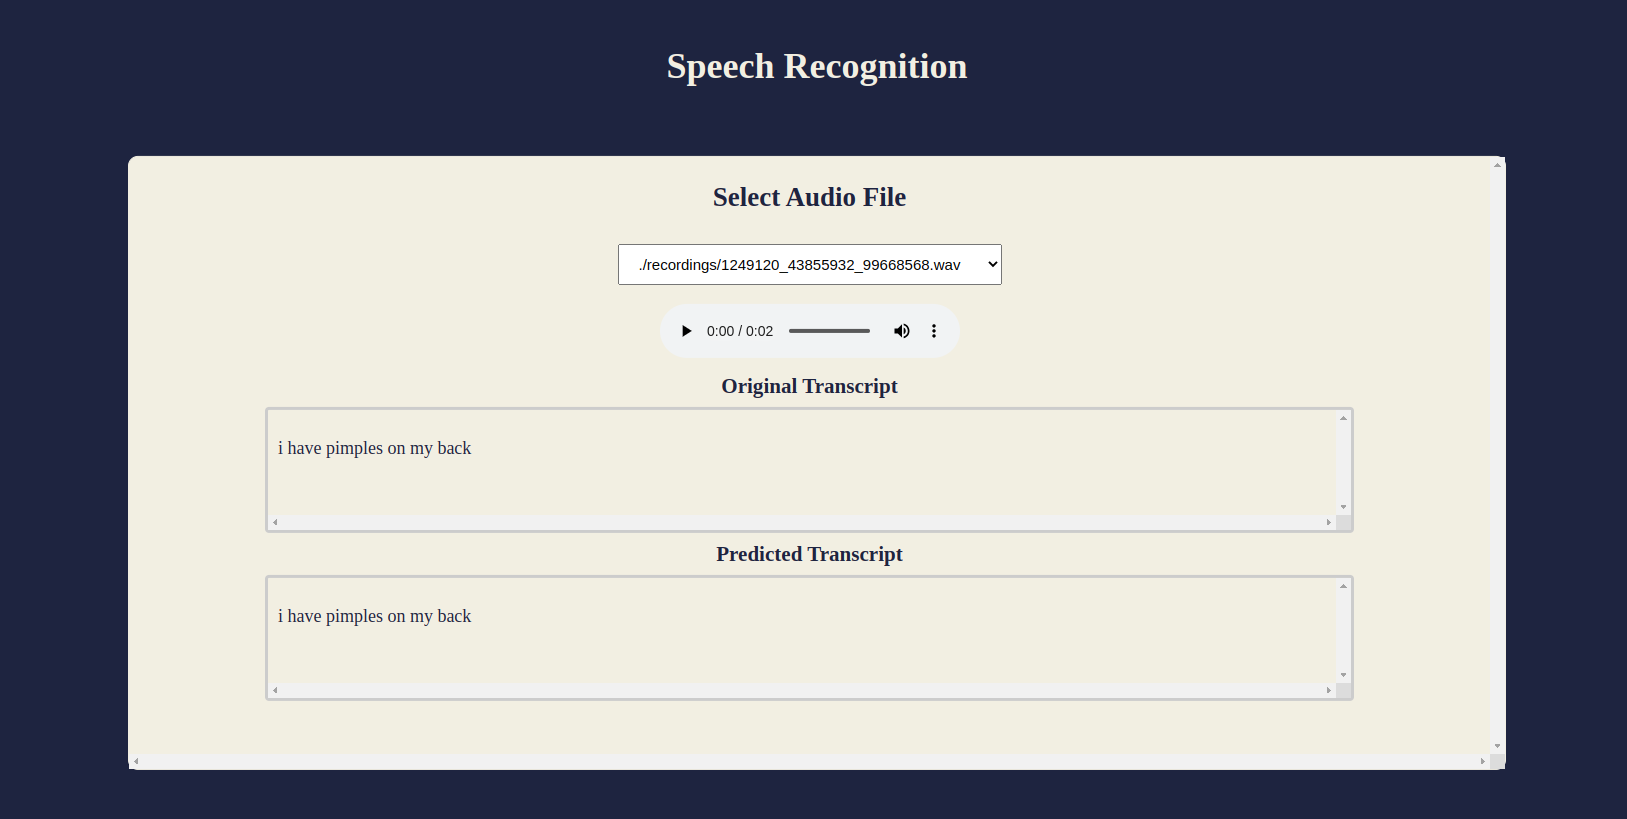 Speech Recognition
Select Audio File
./recordings/1249120_43855932_99668568.wav
0:00 / 0:02
Original Transcript
i have pimples on my back
Predicted Transcript
i have pimples on my back